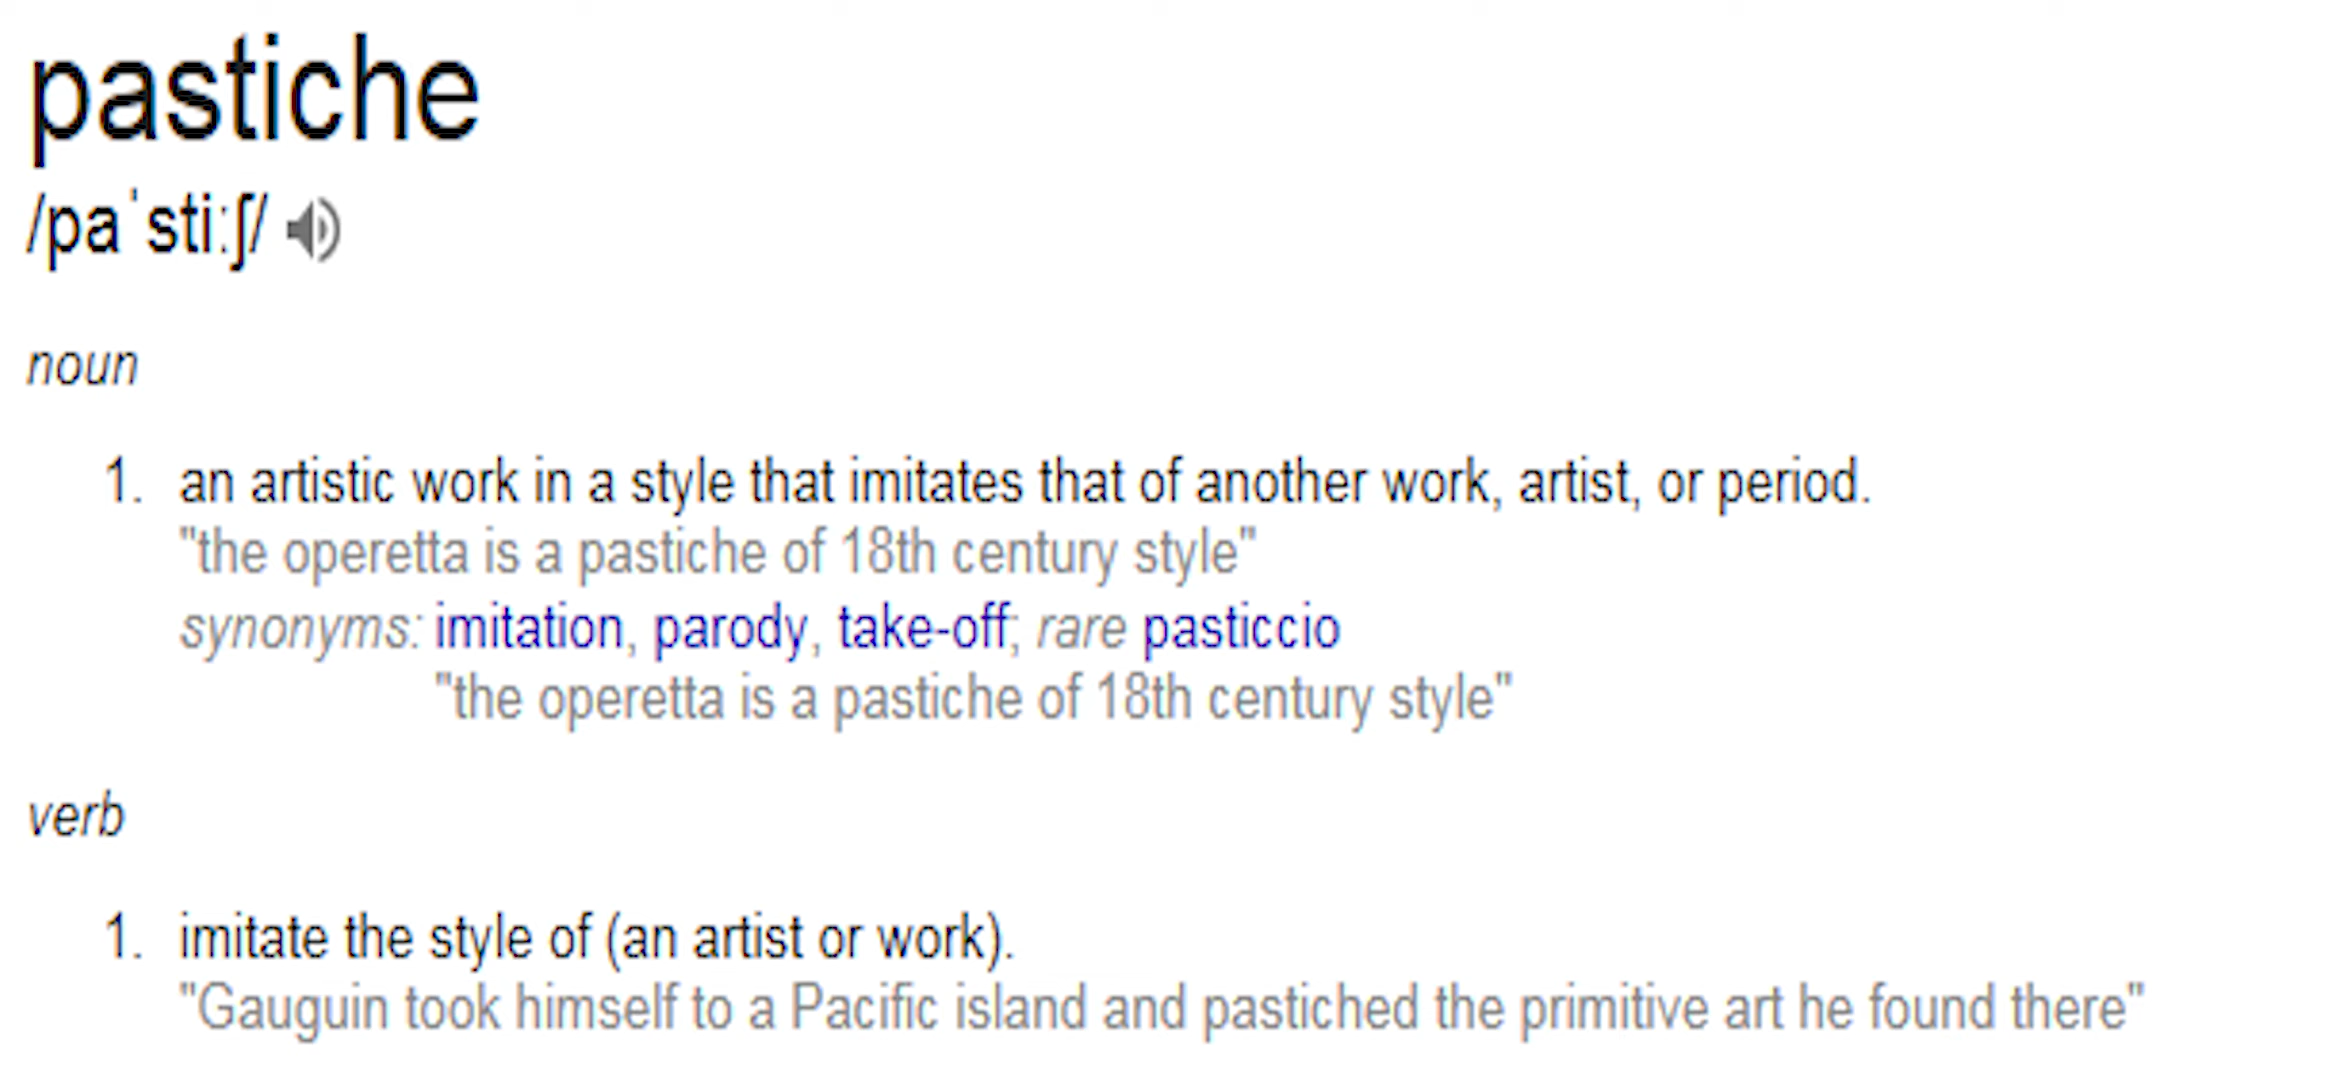 pastiche
/paˈstiːʃ/
noun
1. an artistic work in a style that imitates that of another work, artist, or period.
"the operetta is a pastiche of 18th century style"
synonyms: imitation, parody, take-off; rare pasticcio
"the operetta is a pastiche of 18th century style"
verb
1. imitate the style of (an artist or work).
"Gauguin took himself to a Pacific island and pastiched the primitive art he found there"